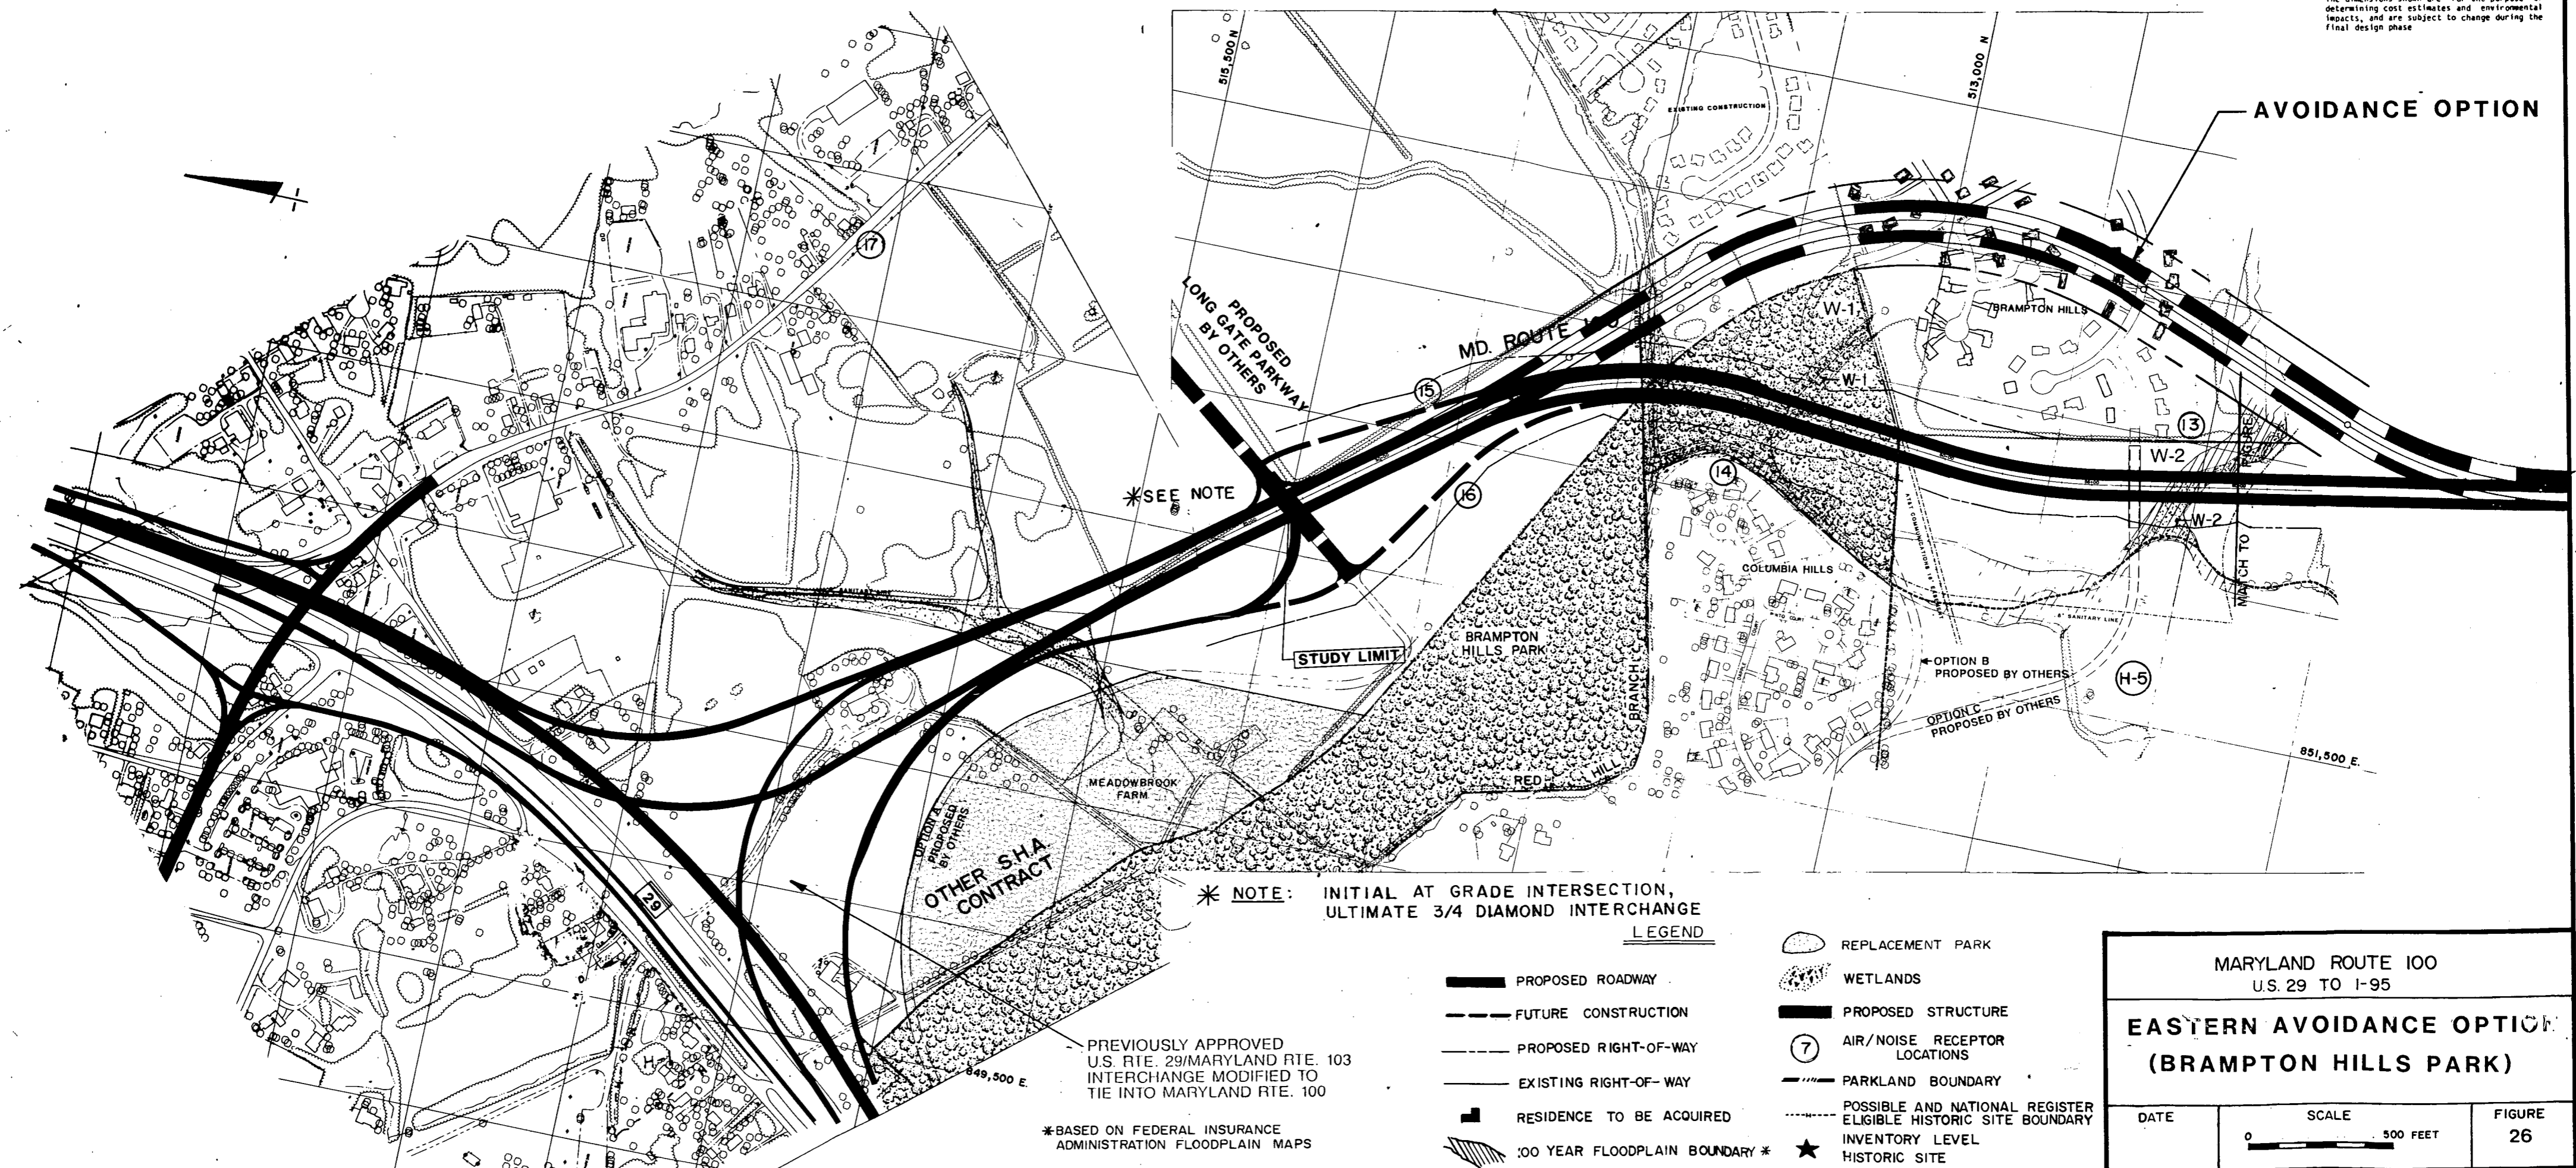 determining cost estimates and environmental
impacts, and are subject to change during the
final design phase
515,500 N
513,000 N
EXISTING CONSTRUCTION
AVOIDANCE OPTION
17
PROPOSED
LONG GATE PARKWAY
BY OTHERS
MD. ROUTE
W-1
BRAMPTON HILLS
W-1
15
13
W-2
14
16
✳SEE NOTE
W-2
COLUMBIA HILLS
MATCH TO FIGURE
"A" SANITARY LINE
STUDY LIMIT
BRAMPTON
HILLS PARK
OPTION B
PROPOSED BY OTHERS
H-5
OPTION C
PROPOSED BY OTHERS
RED HILL BRANCH
851,500 E.
MEADOWBROOK
FARM
OPTION A
PROPOSED
BY OTHERS
OTHER S.H.A.
CONTRACT
29
✳ NOTE: INITIAL AT GRADE INTERSECTION,
ULTIMATE 3/4 DIAMOND INTERCHANGE
LEGEND
PROPOSED ROADWAY
FUTURE CONSTRUCTION
PROPOSED RIGHT-OF-WAY
EXISTING RIGHT-OF-WAY
RESIDENCE TO BE ACQUIRED
100 YEAR FLOODPLAIN BOUNDARY ✳
REPLACEMENT PARK
WETLANDS
PROPOSED STRUCTURE
7
AIR/NOISE RECEPTOR
LOCATIONS
PARKLAND BOUNDARY
POSSIBLE AND NATIONAL REGISTER
ELIGIBLE HISTORIC SITE BOUNDARY
INVENTORY LEVEL
HISTORIC SITE
PREVIOUSLY APPROVED
U.S. RTE. 29/MARYLAND RTE. 103
INTERCHANGE MODIFIED TO
TIE INTO MARYLAND RTE. 100
849,500 E.
✳BASED ON FEDERAL INSURANCE
ADMINISTRATION FLOODPLAIN MAPS
MARYLAND ROUTE 100
U.S. 29 TO I-95
EASTERN AVOIDANCE OPTION
(BRAMPTON HILLS PARK)
DATE
SCALE
0 500 FEET
FIGURE
26